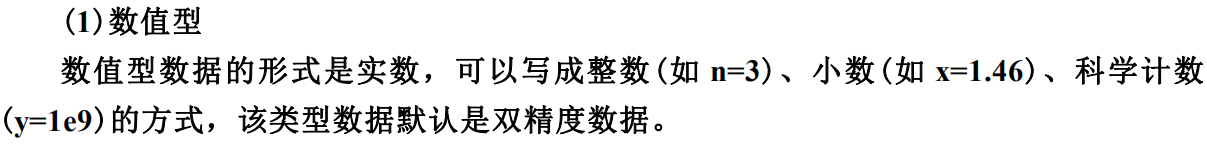 (1)数值型
数值型数据的形式是实数，可以写成整数(如 n=3)、小数(如 x=1.46)、科学计数
(y=1e9)的方式，该类型数据默认是双精度数据。